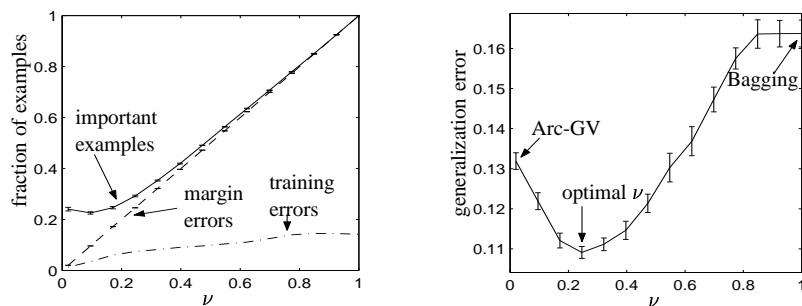 fraction of examples
1
0.8
0.6
0.4
0.2
0
0
0.2
0.4
0.6
0.8
1
ν
important
examples
margin
errors
training
errors
generalization error
0.16
0.15
0.14
0.13
0.12
0.11
0
0.2
0.4
0.6
0.8
1
ν
Arc-GV
optimal ν
Bagging